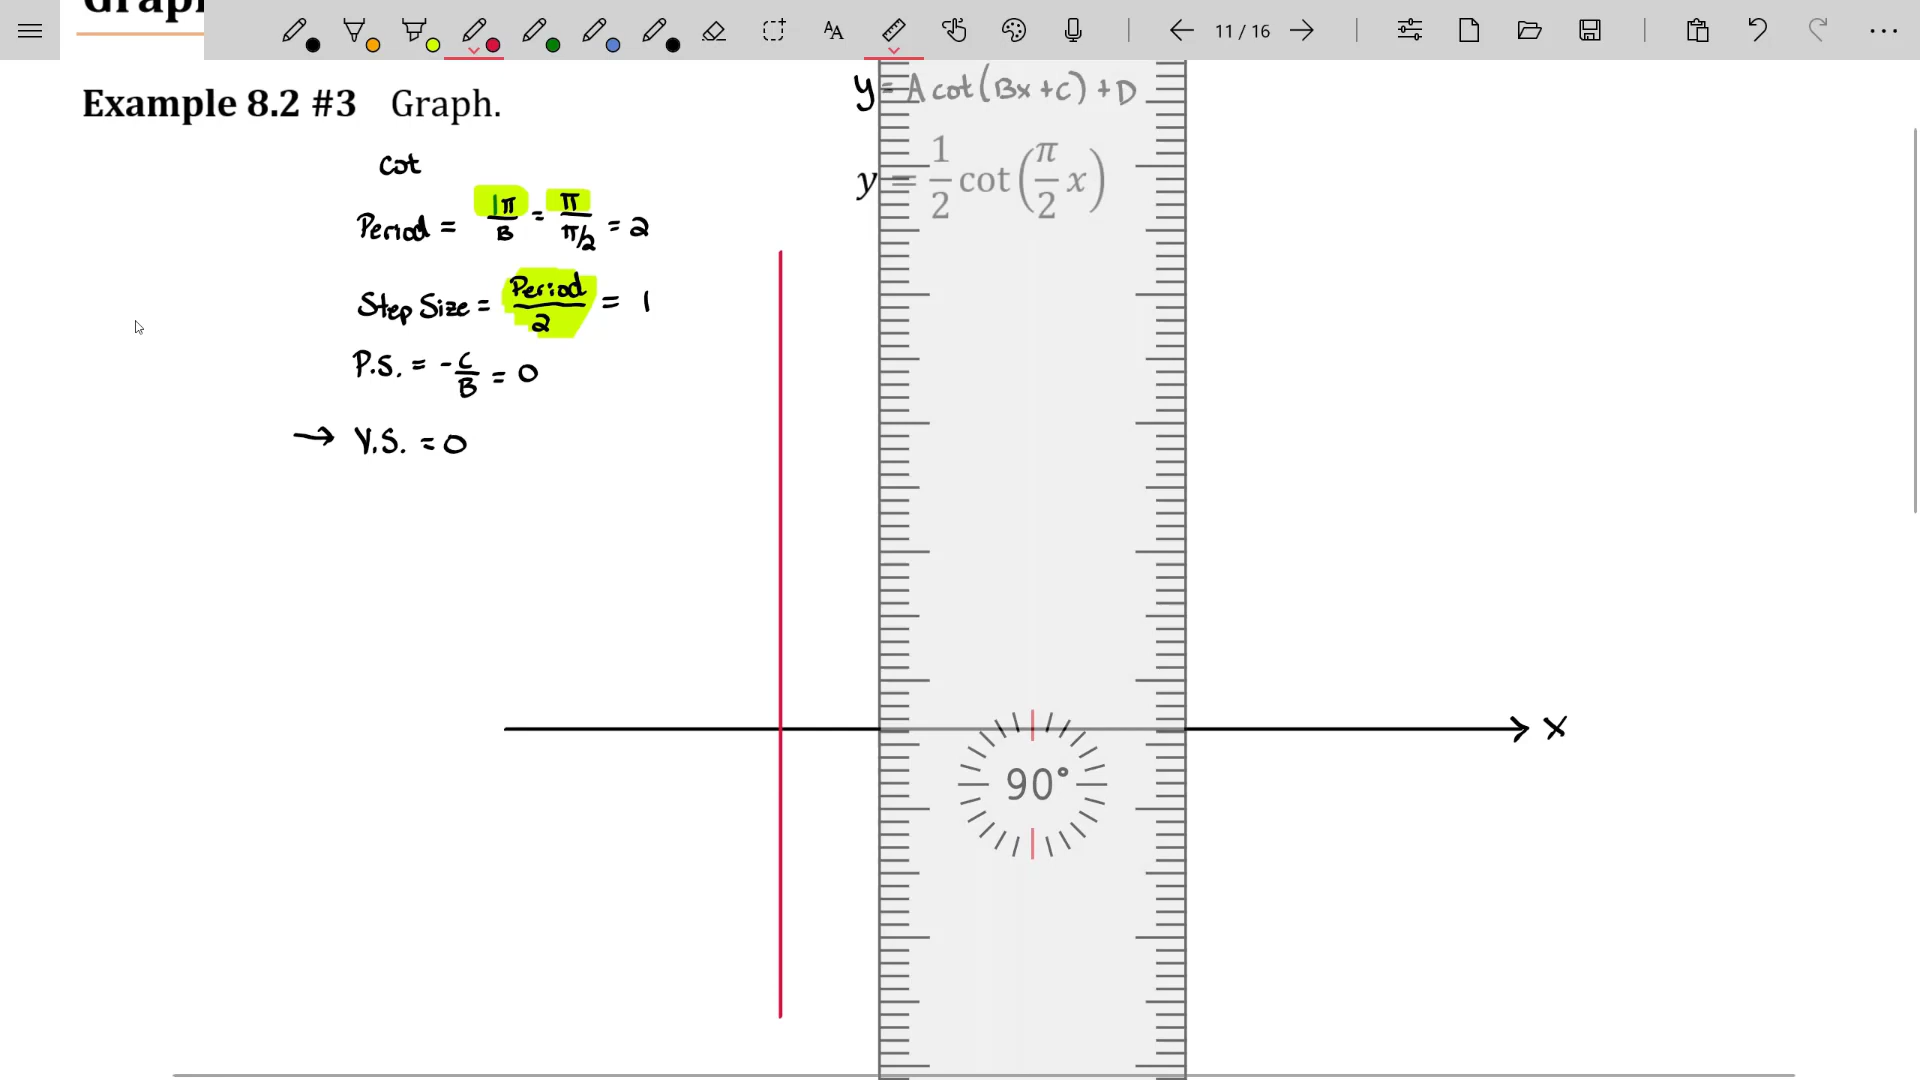 Grap
11 / 16
Example 8.2 #3 Graph.
y = A cot(Bx + C) + D
y = 1/2 cot(π/2 x)
cot
Period = 1π/B = π/π/2 = 2
Step Size = Period/2 = 1
P.S. = -C/B = 0
→ V.S. = 0
x
90°